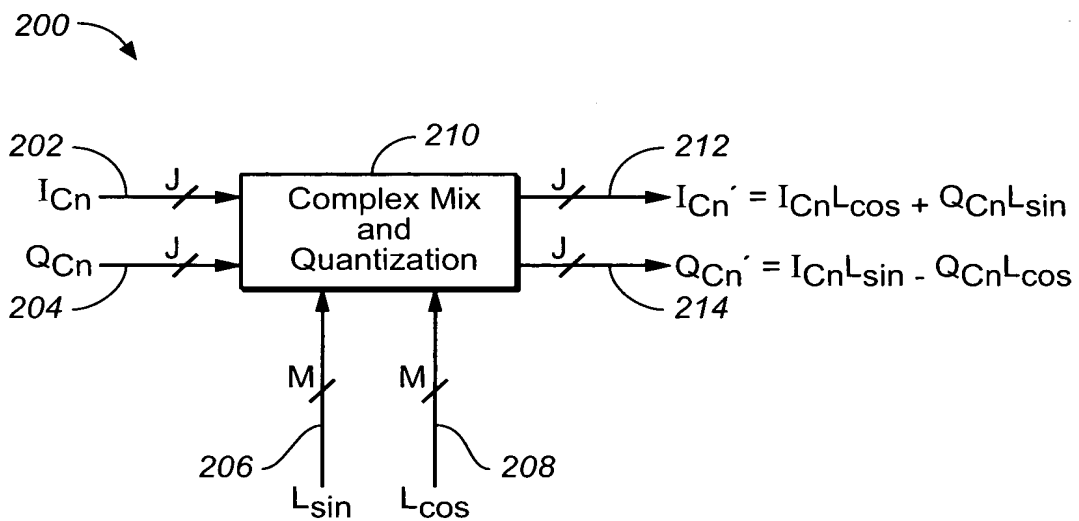 200
202
210
212
I_Cn
J
Complex Mix
and
Quantization
J
I_Cn´ = I_CnL_cos + Q_CnL_sin
Q_Cn
J
J
Q_Cn´ = I_CnL_sin - Q_CnL_cos
204
214
M
M
206
208
L_sin
L_cos